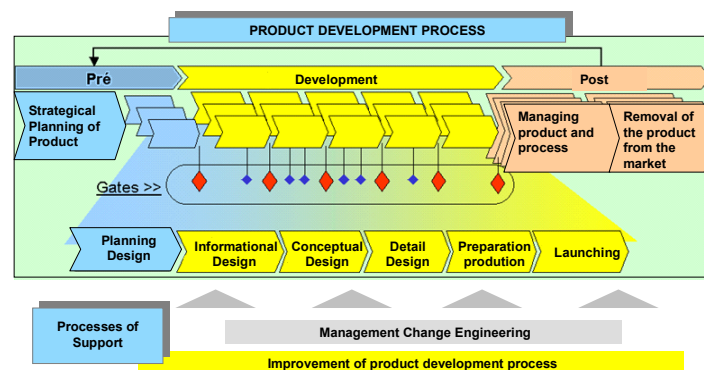 PRODUCT DEVELOPMENT PROCESS
Pré
Development
Post
Strategical
Planning of
Product
Managing
product and
process
Removal of
the product
from the
market
Gates >>
Planning
Design
Informational
Design
Conceptual
Design
Detail
Design
Preparation
prodution
Launching
Processes of
Support
Management Change Engineering
Improvement of product development process